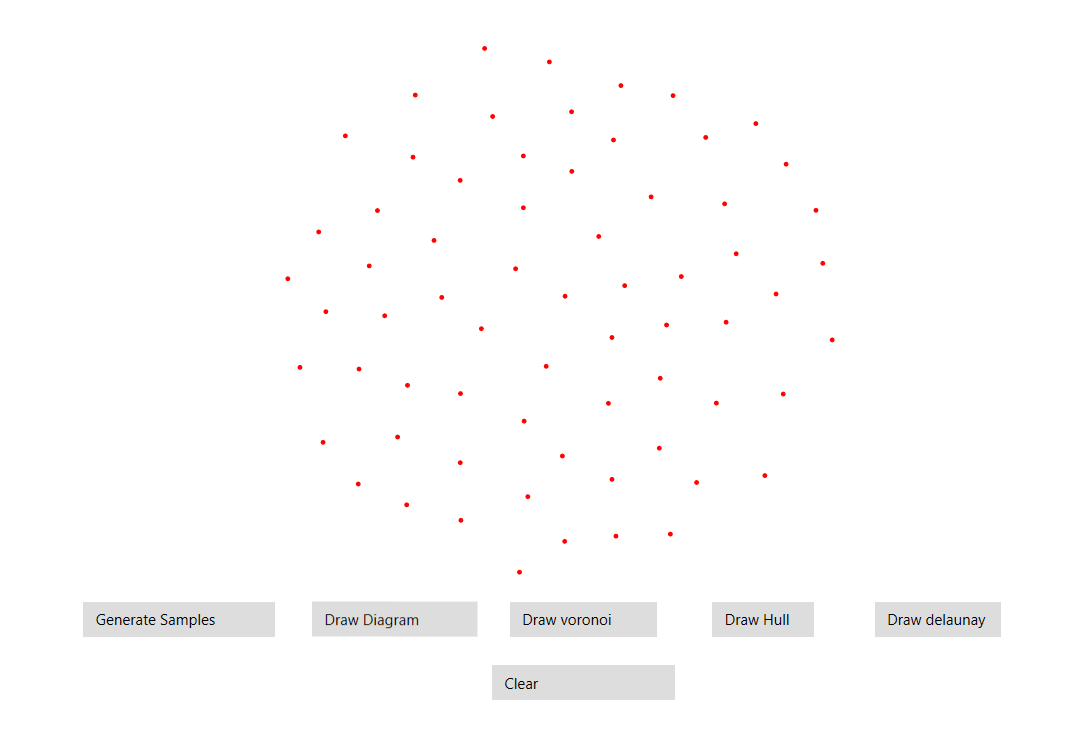 Generate Samples
Draw Diagram
Draw voronoi
Draw Hull
Draw delaunay
Clear